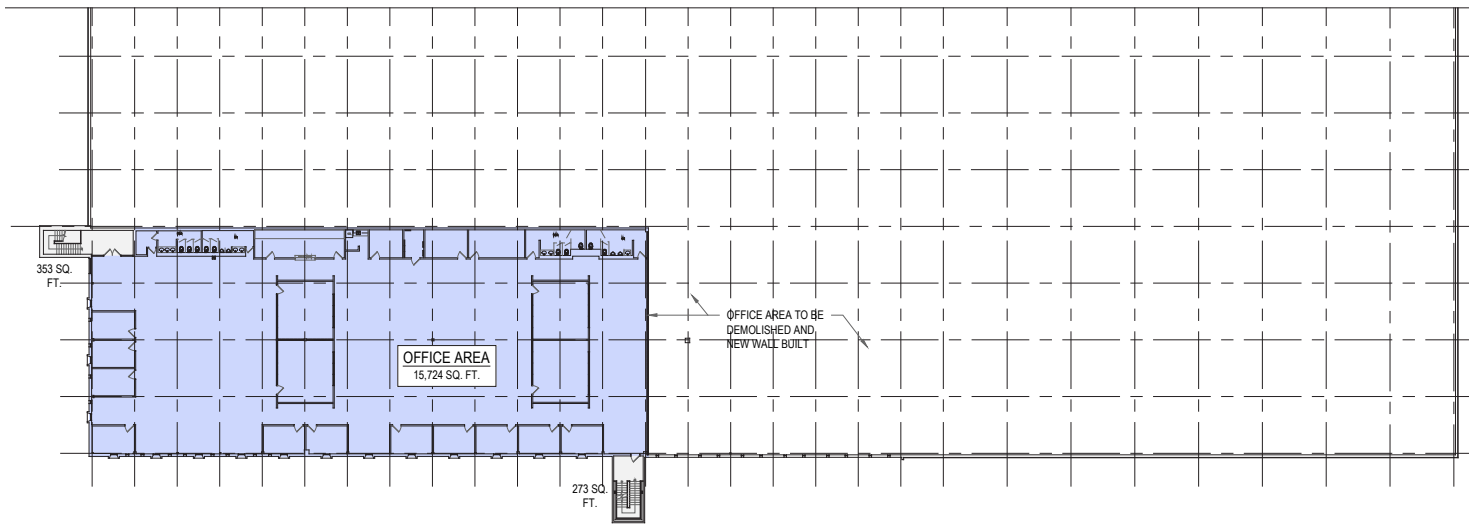 353 SQ.
FT.
OFFICE AREA TO BE
DEMOLISHED AND
NEW WALL BUILT
OFFICE AREA
15,724 SQ. FT.
273 SQ.
FT.